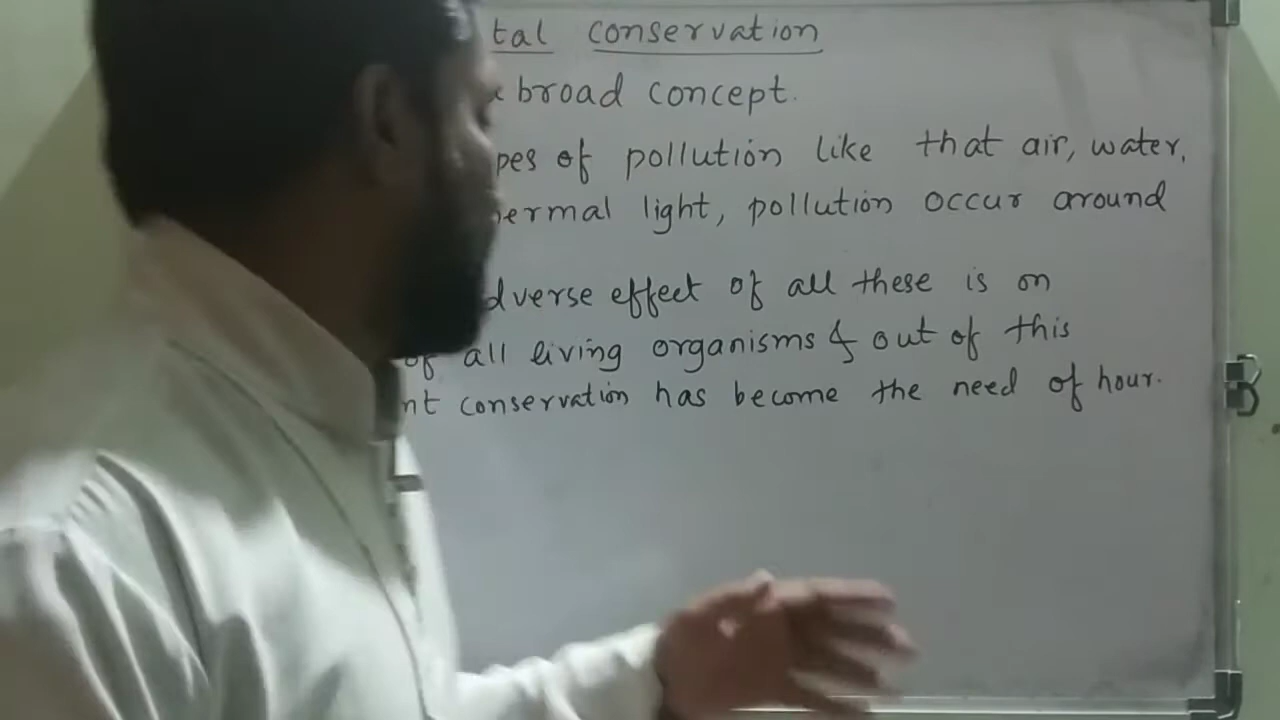 tal conservation
broad concept.
pes of pollution like that air, water,
ermal light, pollution occur around
dverse effect of all these is on
of all living organisms & out of this
nt conservation has become the need of hour.